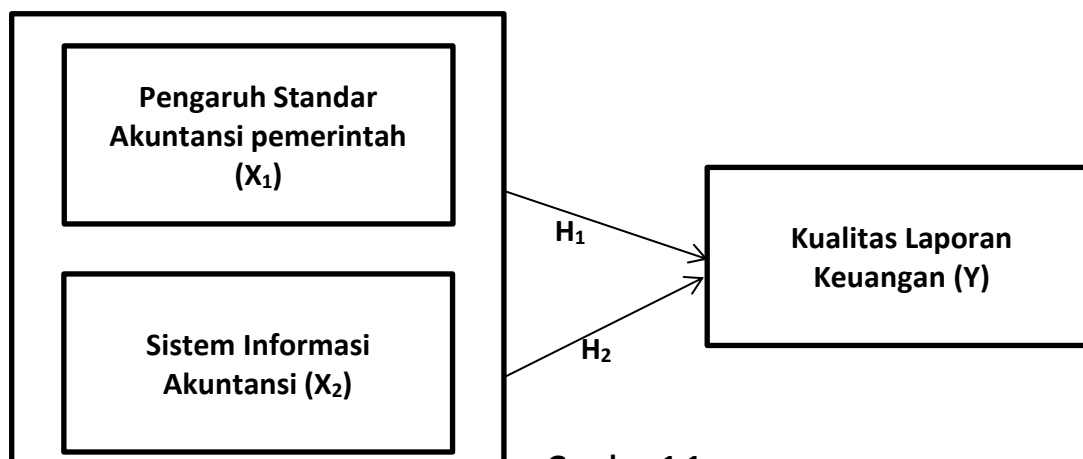 Pengaruh Standar
Akuntansi pemerintah
(X₁)
H₁
Kualitas Laporan
Keuangan (Y)
Sistem Informasi
Akuntansi (X₂)
H₂